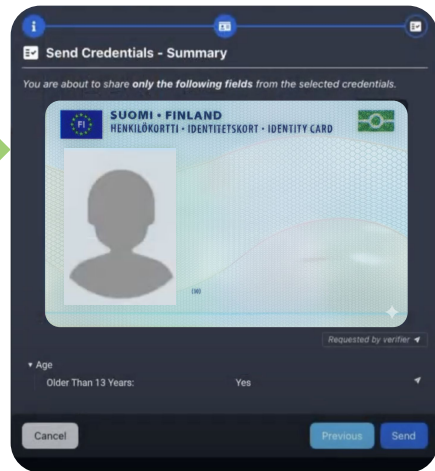 i
Send Credentials - Summary
You are about to share only the following fields from the selected credentials.
FI
SUOMI • FINLAND
HENKILÖKORTTI • IDENTITETSKORT • IDENTITY CARD
Requested by verifier
▾ Age
Older Than 13 Years: Yes
Cancel
Previous
Send